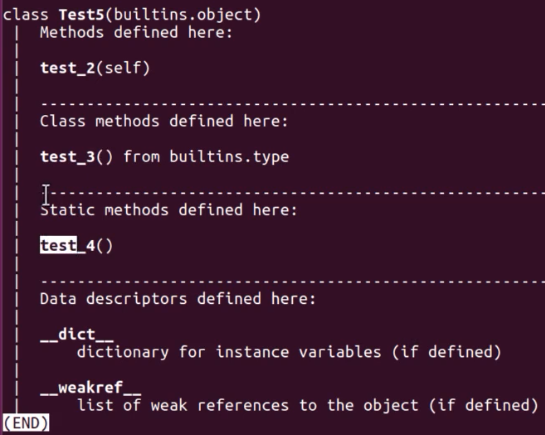 class Test5(builtins.object)
 |  Methods defined here:
 |
 |  test_2(self)
 |
 |  ----------------------------------------------------------------------
 |  Class methods defined here:
 |
 |  test_3() from builtins.type
 |
 |  ----------------------------------------------------------------------
 |  Static methods defined here:
 |
 |  test_4()
 |
 |  ----------------------------------------------------------------------
 |  Data descriptors defined here:
 |
 |  __dict__
 |      dictionary for instance variables (if defined)
 |
 |  __weakref__
 |      list of weak references to the object (if defined)
(END)